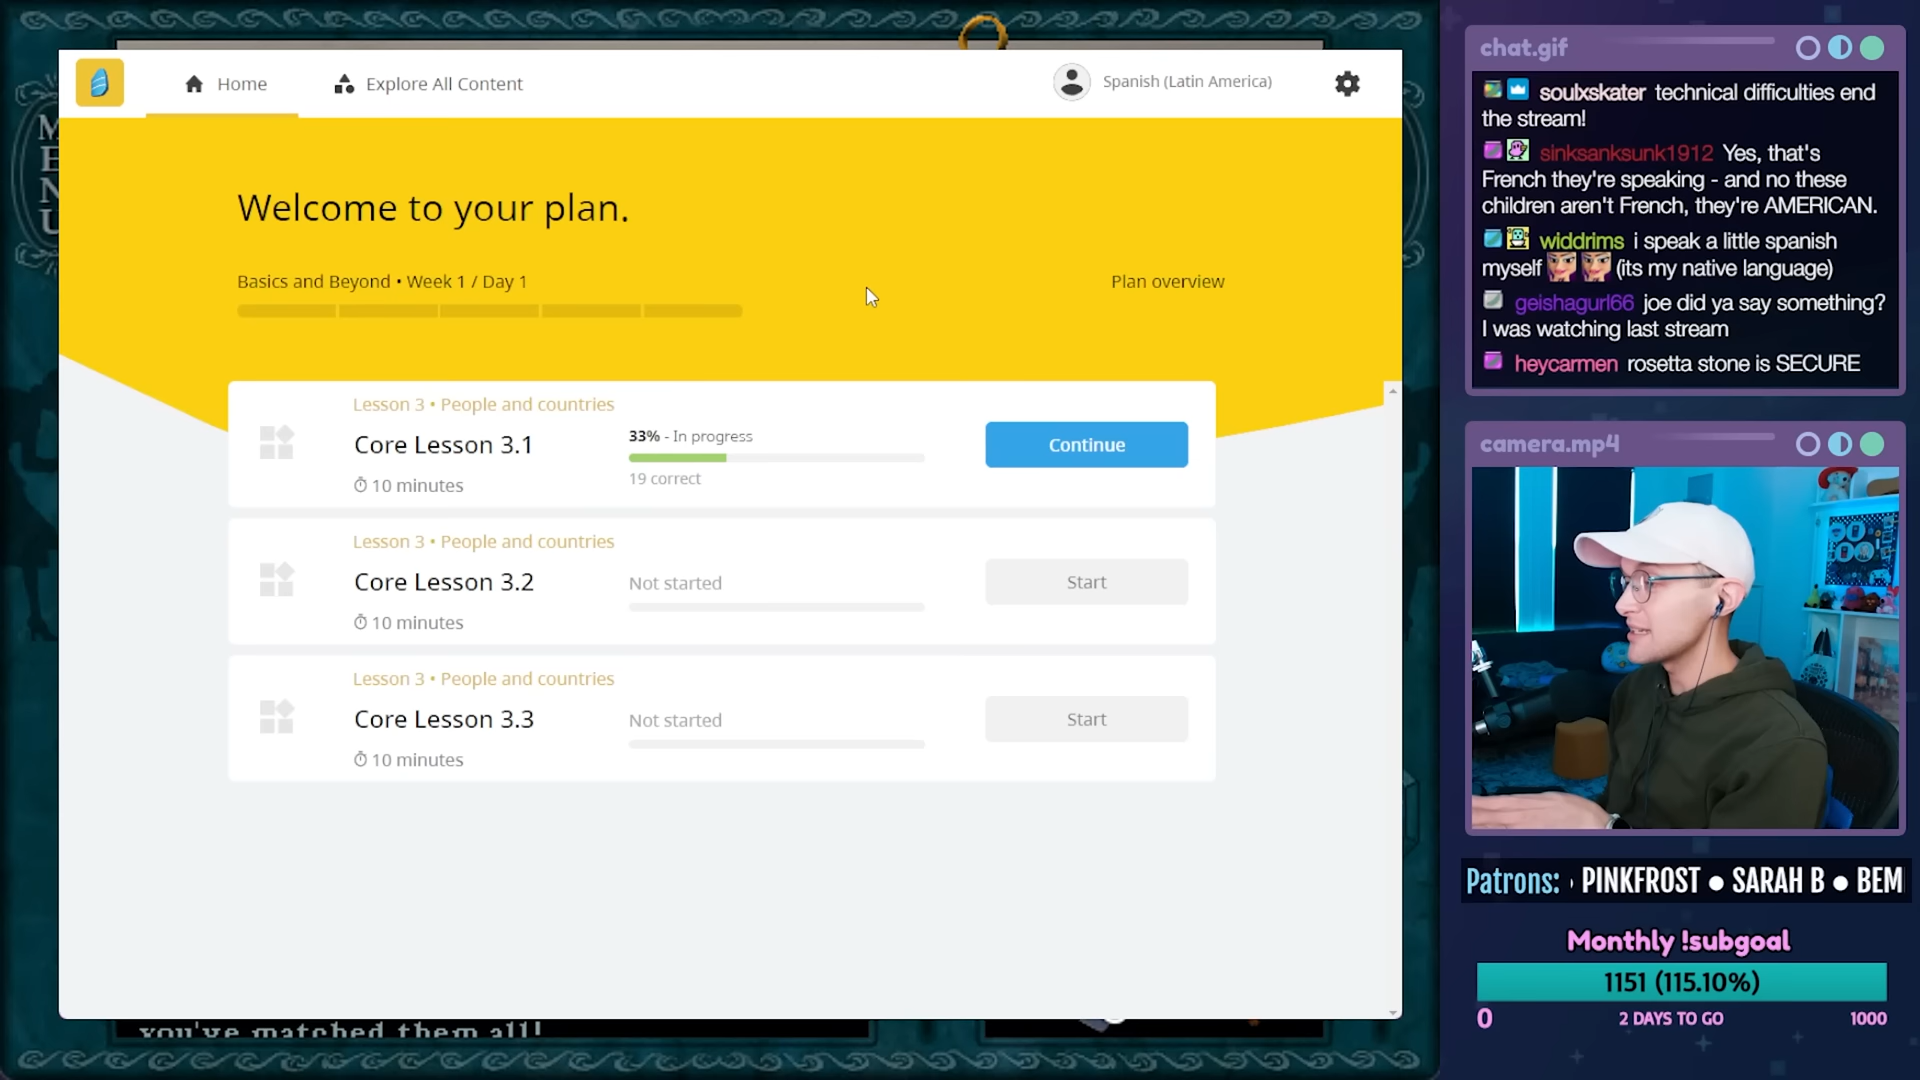 M
E
N
U
Home
Explore All Content
Spanish (Latin America)
Welcome to your plan.
Basics and Beyond • Week 1 / Day 1
Plan overview
Lesson 3 • People and countries
Core Lesson 3.1
10 minutes
33% - In progress
19 correct
Continue
Lesson 3 • People and countries
Core Lesson 3.2
10 minutes
Not started
Start
Lesson 3 • People and countries
Core Lesson 3.3
10 minutes
Not started
Start
you've matched them all!
chat.gif
soulxskater technical difficulties end
the stream!
sinksanksunk1912 Yes, that's
French they're speaking - and no these
children aren't French, they're AMERICAN.
widdrims i speak a little spanish
myself (its my native language)
geishagurl66 joe did ya say something?
I was watching last stream
heycarmen rosetta stone is SECURE
camera.mp4
Patrons: PINKFROST ● SARAH B ● BEM
Monthly !subgoal
1151 (115.10%)
0 2 DAYS TO GO 1000